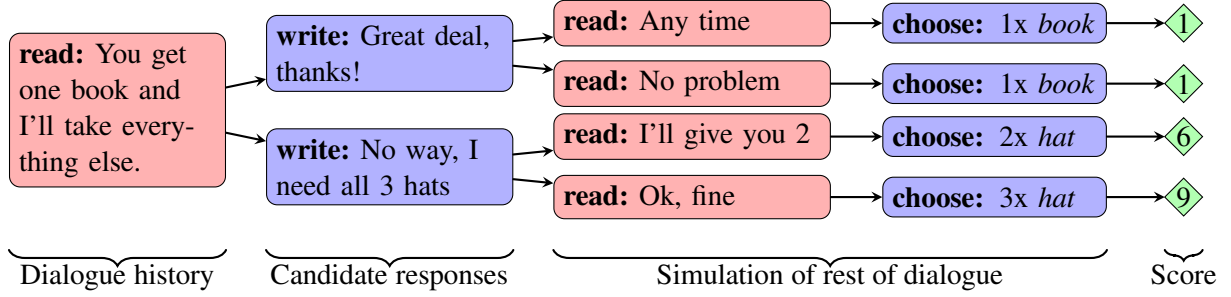 read: You get
one book and
I'll take every-
thing else.
write: Great deal,
thanks!
write: No way, I
need all 3 hats
read: Any time
choose: 1x book
1
read: No problem
choose: 1x book
1
read: I'll give you 2
choose: 2x hat
6
read: Ok, fine
choose: 3x hat
9
Dialogue history
Candidate responses
Simulation of rest of dialogue
Score